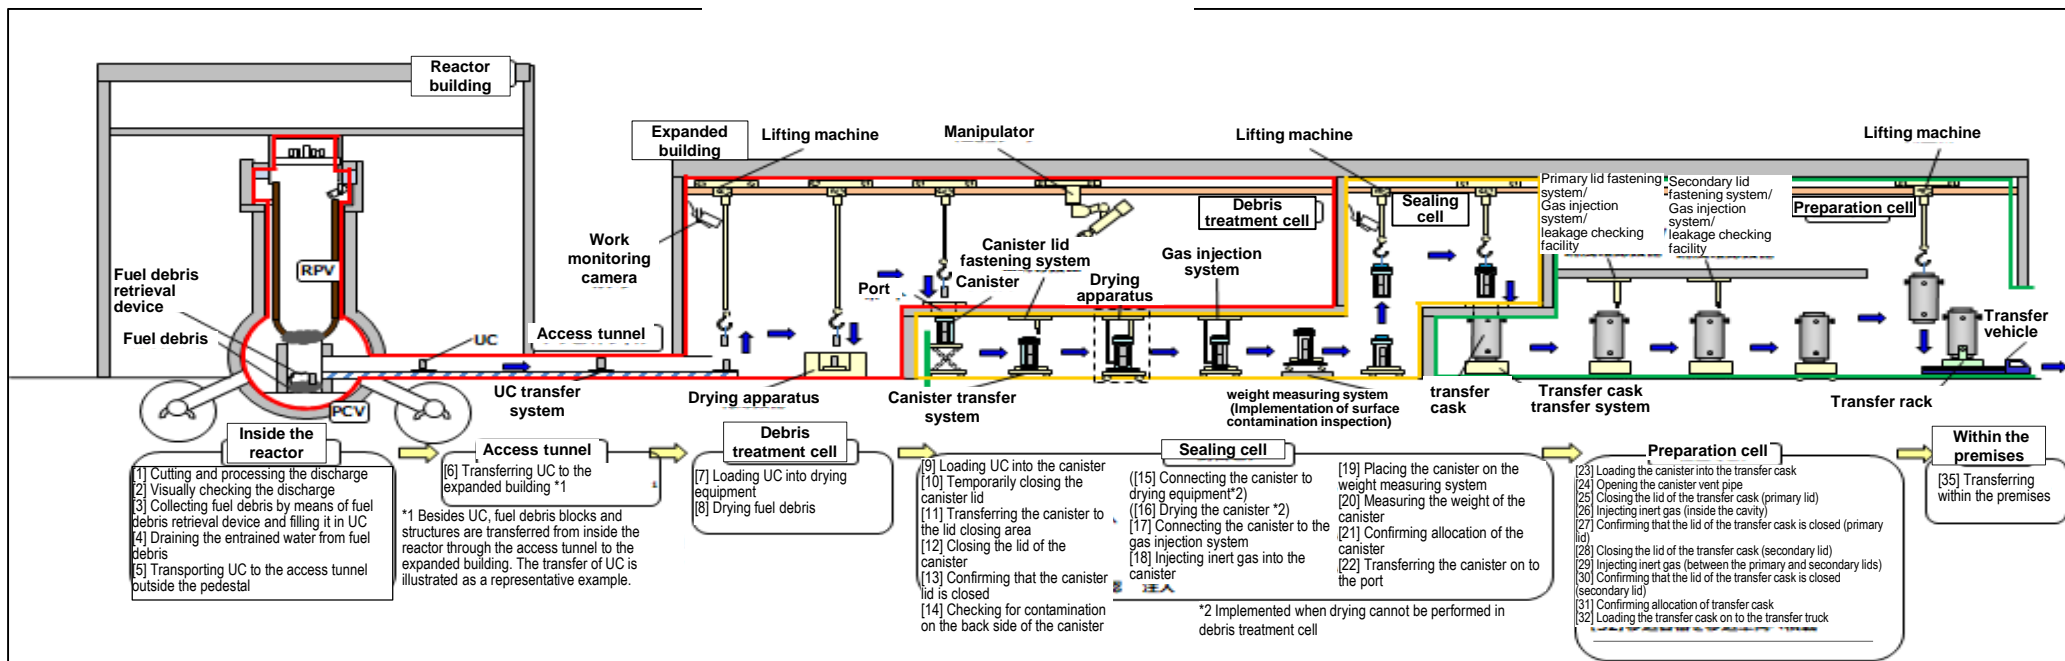 Reactor
building
Expanded
building
Lifting machine
Manipulator
Lifting machine
Lifting machine
Primary lid fastening
system/
Gas injection
system/
leakage checking
facility
Secondary lid
fastening system/
Gas injection
system/
leakage checking
facility
Debris
treatment cell
Sealing
cell
Preparation cell
Work
monitoring
camera
Canister lid
fastening system
Canister
Port
Drying
apparatus
Gas injection
system
RPV
Fuel debris
retrieval
device
Fuel debris
UC
Access tunnel
PCV
UC transfer
system
Drying apparatus
Canister transfer
system
weight measuring system
(Implementation of surface
contamination inspection)
transfer
cask
Transfer cask
transfer system
Transfer rack
Transfer
vehicle
Inside the
reactor
[1] Cutting and processing the discharge
[2] Visually checking the discharge
[3] Collecting fuel debris by means of fuel
debris retrieval device and filling it in UC
[4] Draining the entrained water from fuel
debris
[5] Transporting UC to the access tunnel
outside the pedestal
Access tunnel
[6] Transferring UC to the
expanded building *1
*1 Besides UC, fuel debris blocks and
structures are transferred from inside the
reactor through the access tunnel to the
expanded building. The transfer of UC is
illustrated as a representative example.
Debris
treatment cell
[7] Loading UC into drying
equipment
[8] Drying fuel debris
Sealing cell
[9] Loading UC into the canister
[10] Temporarily closing the
canister lid
[11] Transferring the canister to
the lid closing area
[12] Closing the lid of the
canister
[13] Confirming that the canister
lid is closed
[14] Checking for contamination
on the back side of the canister
([15] Connecting the canister to
drying equipment*2)
([16] Drying the canister *2)
[17] Connecting the canister to the
gas injection system
[18] Injecting inert gas into the
canister
[19] Placing the canister on the
weight measuring system
[20] Measuring the weight of the
canister
[21] Confirming allocation of the
canister
[22] Transferring the canister on to
the port
*2 Implemented when drying cannot be performed in
debris treatment cell
Preparation cell
[23] Loading the canister into the transfer cask
[24] Opening the canister vent pipe
[25] Closing the lid of the transfer cask (primary lid)
[26] Injecting inert gas (inside the cavity)
[27] Confirming that the lid of the transfer cask is closed (primary
lid)
[28] Closing the lid of the transfer cask (secondary lid)
[29] Injecting inert gas (between the primary and secondary lids)
[30] Confirming that the lid of the transfer cask is closed
(secondary lid)
[31] Confirming allocation of transfer cask
[32] Loading the transfer cask on to the transfer truck
Within the
premises
[35] Transferring
within the premises